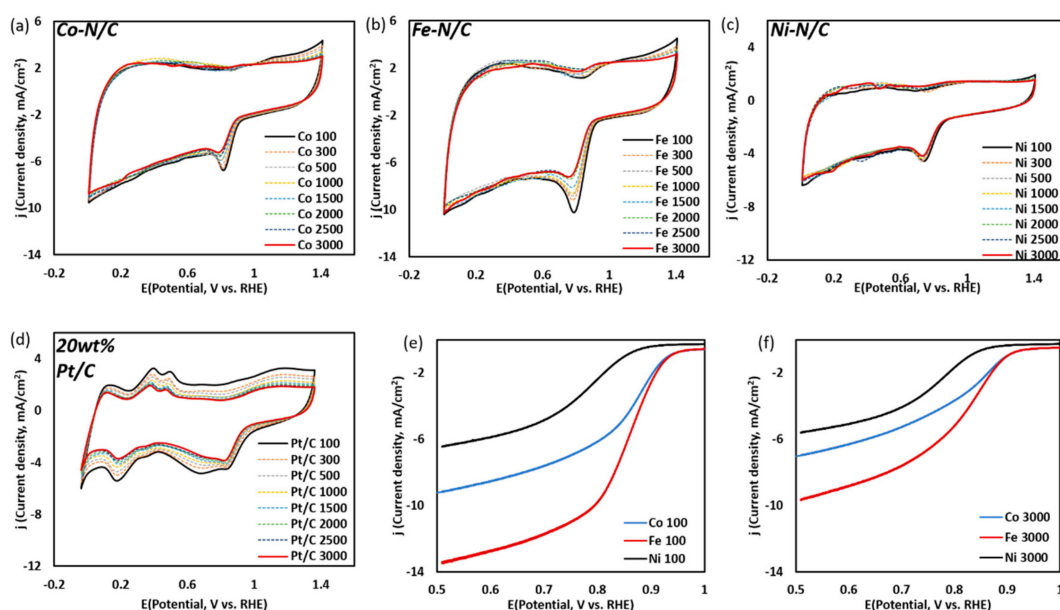 (a)
Co-N/C
6
2
-2
-6
-10
-14
j (Current density, mA/cm²)
Co 100
Co 300
Co 500
Co 1000
Co 1500
Co 2000
Co 2500
Co 3000
-0.2
0.2
0.6
1
1.4
E(Potential, V vs. RHE)
(b)
Fe-N/C
6
2
-2
-6
-10
-14
j (Current density, mA/cm²)
Fe 100
Fe 300
Fe 500
Fe 1000
Fe 1500
Fe 2000
Fe 2500
Fe 3000
-0.2
0.2
0.6
1
1.4
E(Potential, V vs. RHE)
(c)
Ni-N/C
4
0
-4
-8
-12
j (Current density, mA/cm²)
Ni 100
Ni 300
Ni 500
Ni 1000
Ni 1500
Ni 2000
Ni 2500
Ni 3000
-0.2
0.2
0.6
1
1.4
E(Potential, V vs. RHE)
(d)
20wt%
Pt/C
4
0
-4
-8
-12
j (Current density, mA/cm²)
Pt/C 100
Pt/C 300
Pt/C 500
Pt/C 1000
Pt/C 1500
Pt/C 2000
Pt/C 2500
Pt/C 3000
-0.2
0.2
0.6
1
1.4
E(Potential, V vs. RHE)
(e)
-2
-6
-10
-14
j (Current density, mA/cm²)
Co 100
Fe 100
Ni 100
0.5
0.6
0.7
0.8
0.9
1
E(Potential, V vs. RHE)
(f)
-2
-6
-10
-14
j (Current density, mA/cm²)
Co 3000
Fe 3000
Ni 3000
0.5
0.6
0.7
0.8
0.9
1
E(Potential, V vs. RHE)